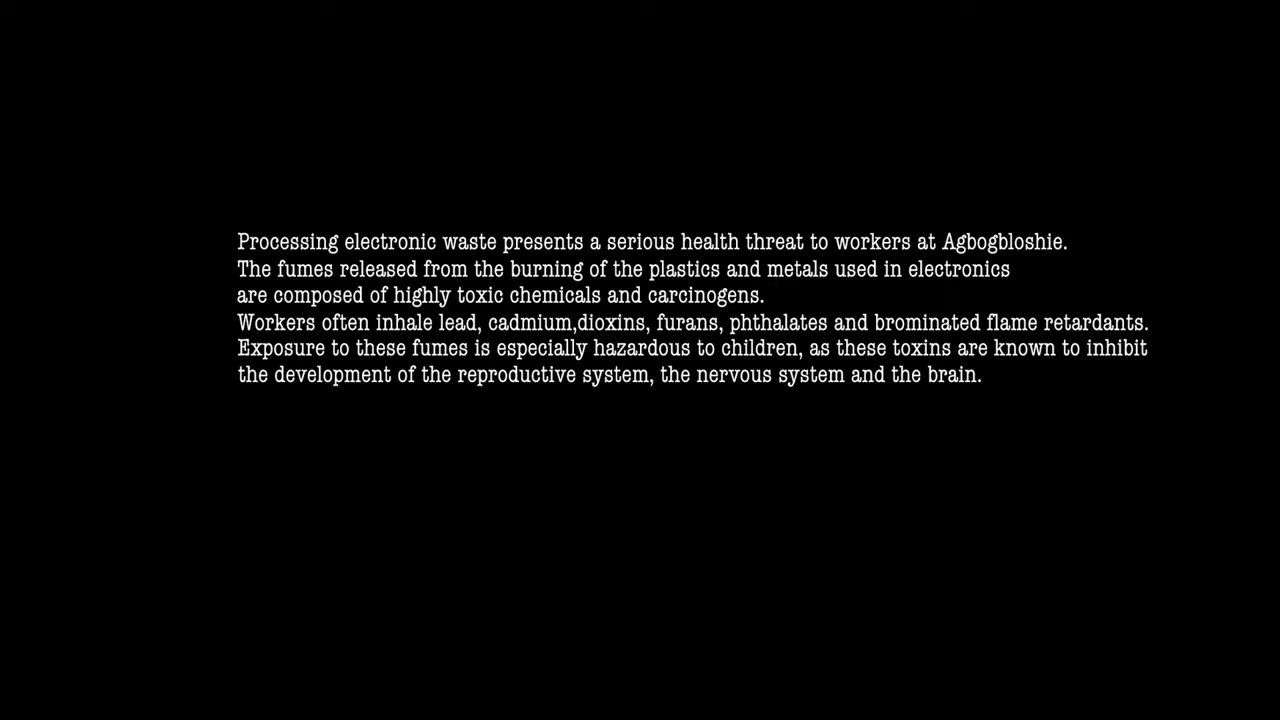 Processing electronic waste presents a serious health threat to workers at Agbogbloshie.
The fumes released from the burning of the plastics and metals used in electronics
are composed of highly toxic chemicals and carcinogens.
Workers often inhale lead, cadmium,dioxins, furans, phthalates and brominated flame retardants.
Exposure to these fumes is especially hazardous to children, as these toxins are known to inhibit
the development of the reproductive system, the nervous system and the brain.